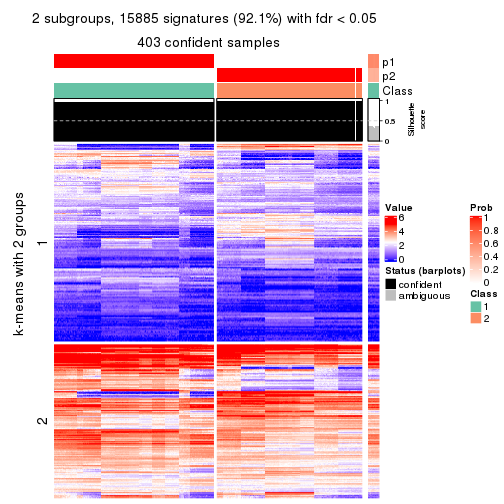 2 subgroups, 15885 signatures (92.1%) with fdr < 0.05
403 confident samples
p1
p2
Class
1
0.5
0
Silhouette
score
k-means with 2 groups
1
2
Value
6
4
2
0
Status (barplots)
confident
ambiguous
Prob
1
0.8
0.6
0.4
0.2
0
Class
1
2